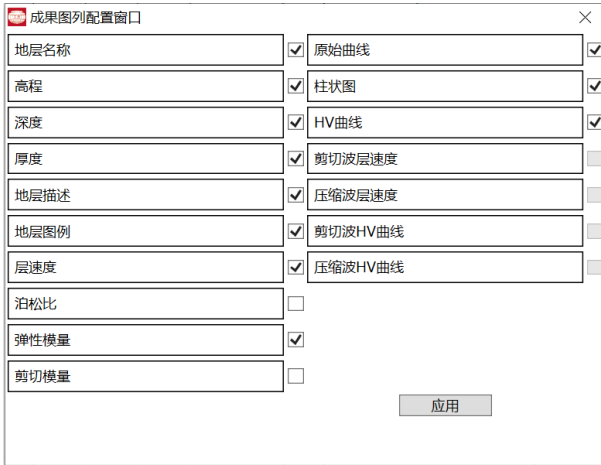 成果图列配置窗口
地层名称
原始曲线
高程
柱状图
深度
HV曲线
厚度
剪切波层速度
地层描述
压缩波层速度
地层图例
剪切波HV曲线
层速度
压缩波HV曲线
泊松比
弹性模量
剪切模量
应用